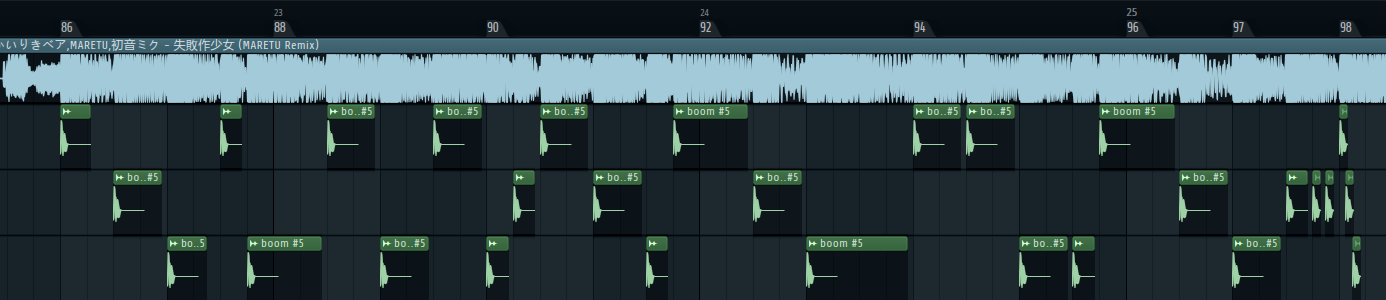 23 24 25
86 88 90 92 94 96 97 98
いりきベア,MARETU,初音ミク - 失敗作少女 (MARETU Remix)
bo..#5 bo..#5 bo..#5 boom #5 bo..#5 bo..#5 boom #5
bo..#5 bo..#5 bo..#5 bo..#5
bo..5 boom #5 bo..#5 boom #5 bo..#5 bo..#5